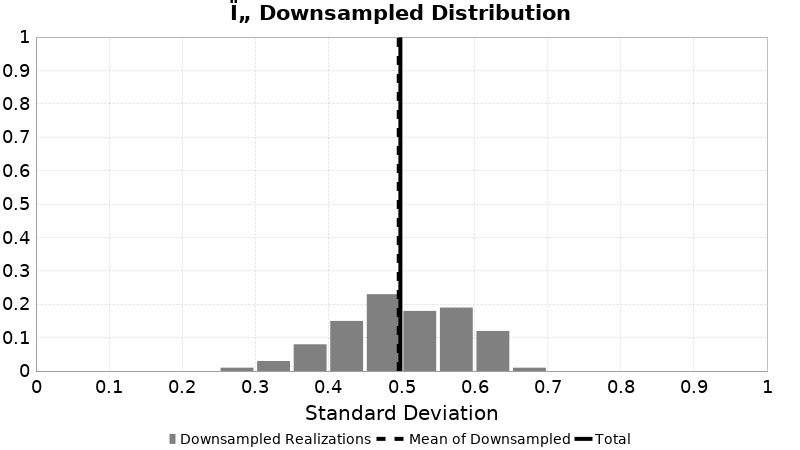 Ï„ Downsampled Distribution
1
0.9
0.8
0.7
0.6
0.5
0.4
0.3
0.2
0.1
0
0 0.1 0.2 0.3 0.4 0.5 0.6 0.7 0.8 0.9 1
Standard Deviation
Downsampled Realizations Mean of Downsampled Total